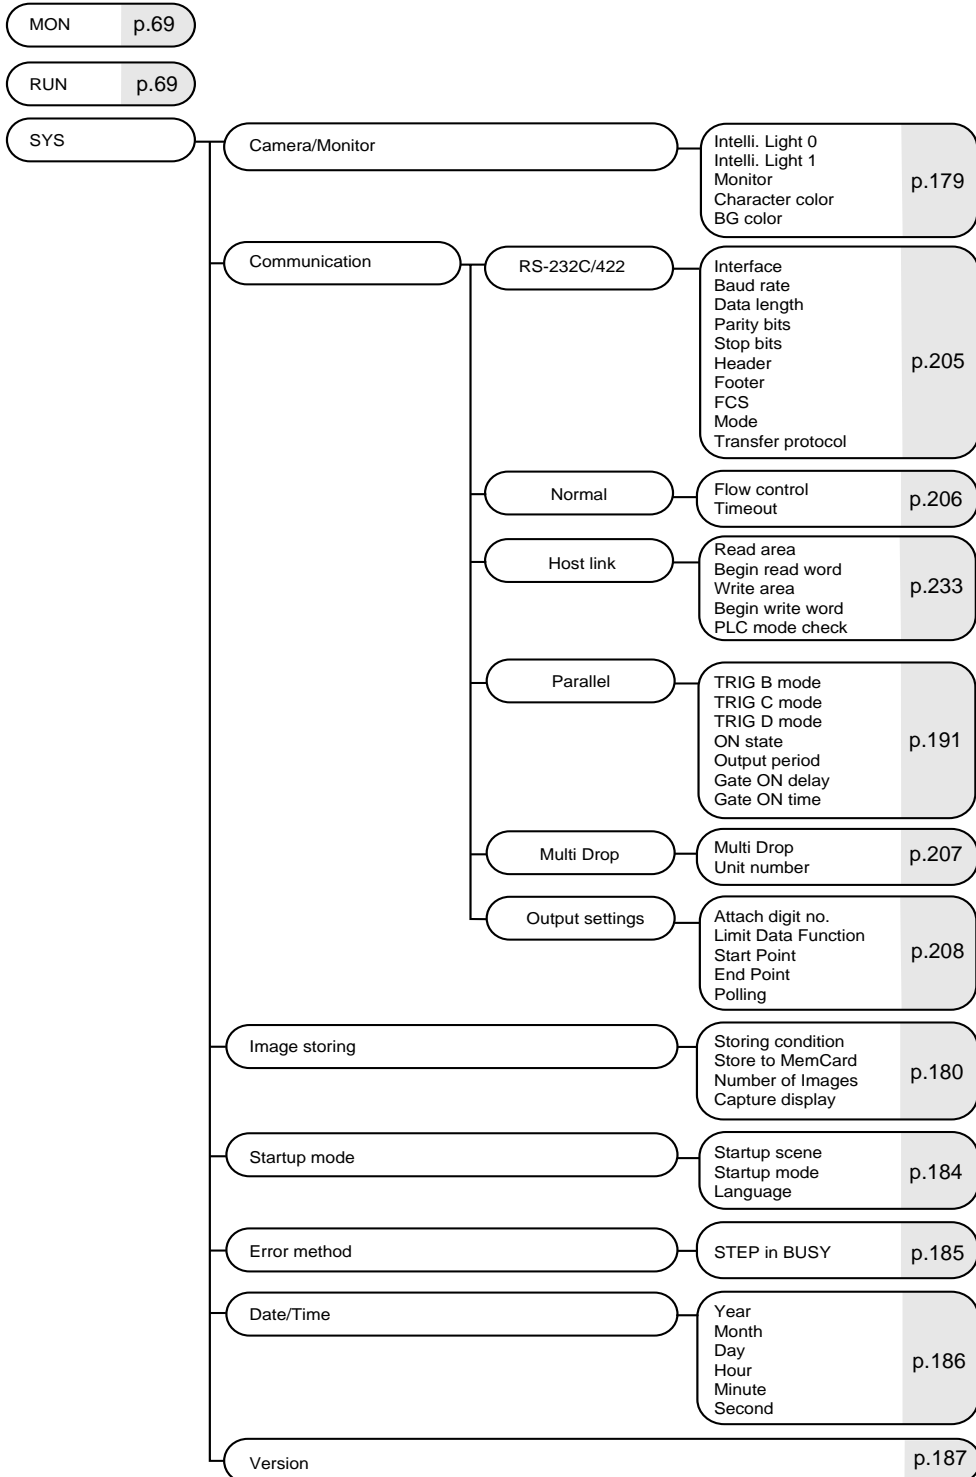 MON p.69
RUN p.69
SYS
Camera/Monitor
Intelli. Light 0
Intelli. Light 1
Monitor
Character color
BG color
p.179
Communication
RS-232C/422
Interface
Baud rate
Data length
Parity bits
Stop bits
Header
Footer
FCS
Mode
Transfer protocol
p.205
Normal
Flow control
Timeout
p.206
Host link
Read area
Begin read word
Write area
Begin write word
PLC mode check
p.233
Parallel
TRIG B mode
TRIG C mode
TRIG D mode
ON state
Output period
Gate ON delay
Gate ON time
p.191
Multi Drop
Multi Drop
Unit number
p.207
Output settings
Attach digit no.
Limit Data Function
Start Point
End Point
Polling
p.208
Image storing
Storing condition
Store to MemCard
Number of Images
Capture display
p.180
Startup mode
Startup scene
Startup mode
Language
p.184
Error method
STEP in BUSY
p.185
Date/Time
Year
Month
Day
Hour
Minute
Second
p.186
Version
p.187